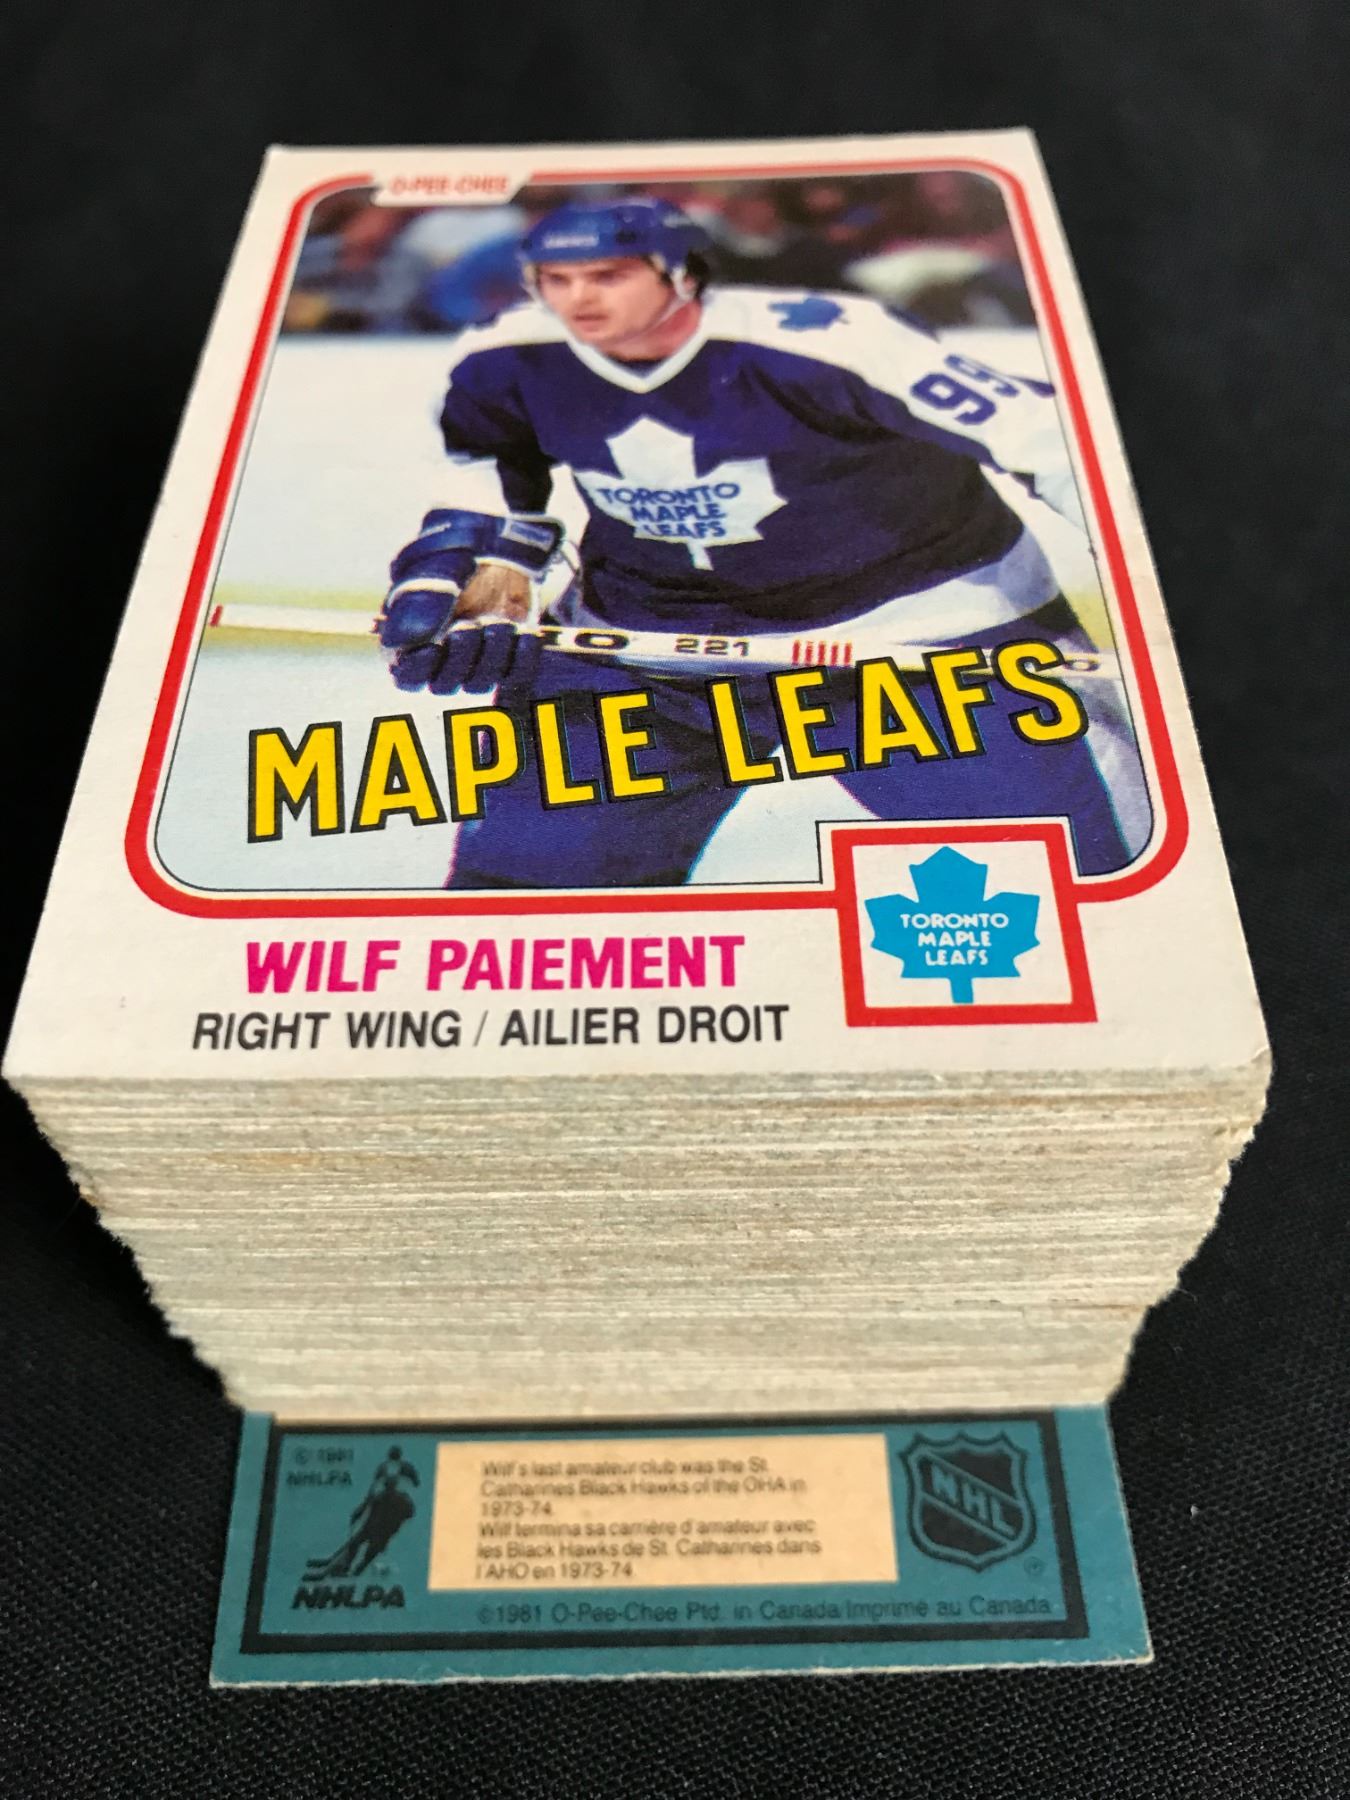 O-PEE-CHEE
99
TORONTO
MAPLE
LEAFS
221
MAPLE LEAFS
TORONTO
MAPLE
LEAFS
WILF PAIEMENT
RIGHT WING / AILIER DROIT
© 1981
NHLPA
NHLPA
Wilf's last amateur club was the St.
Catharines Black Hawks of the OHA in
1973-74
Wilf termina sa carrière d'amateur avec
les Black Hawks de St. Catharines dans
l'AHO en 1973-74
NHL
©1981 O-Pee-Chee Ptd. in Canada/Imprimé au Canada